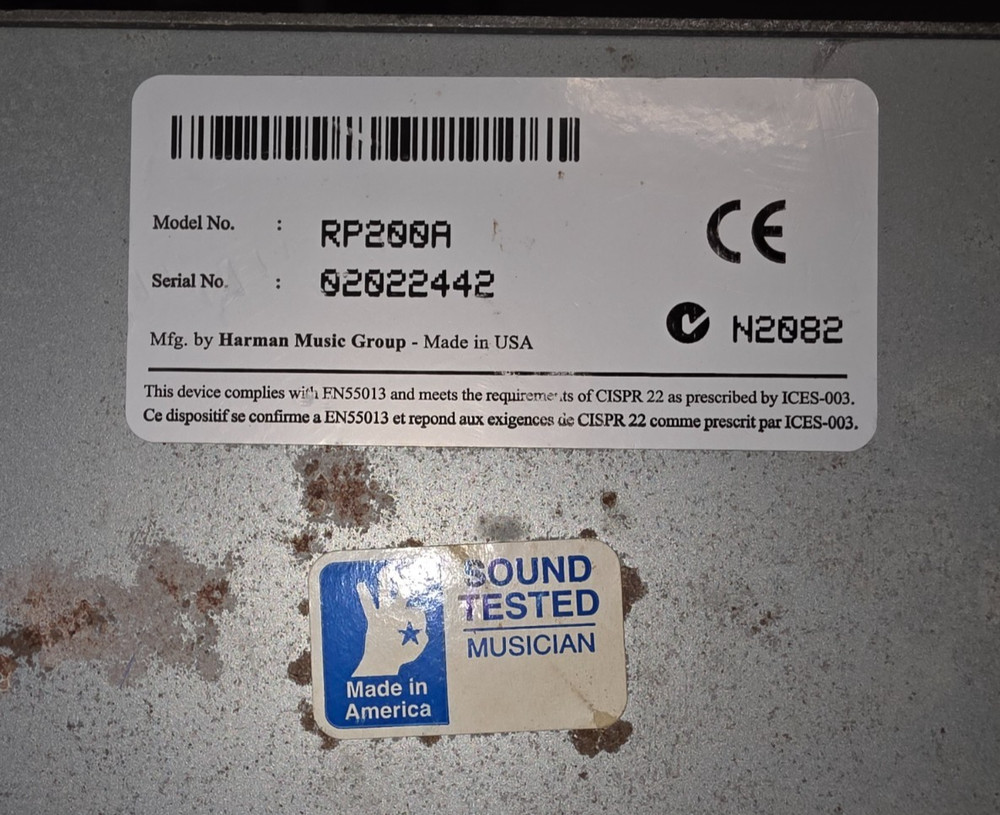 Model No. : RP200A
Serial No. : 02022442
CE
N2082
Mfg. by Harman Music Group - Made in USA
This device complies with EN55013 and meets the requirements of CISPR 22 as prescribed by ICES-003.
Ce dispositif se confirme a EN55013 et repond aux exigences de CISPR 22 comme prescrit par ICES-003.
SOUND
TESTED
MUSICIAN
Made in
America